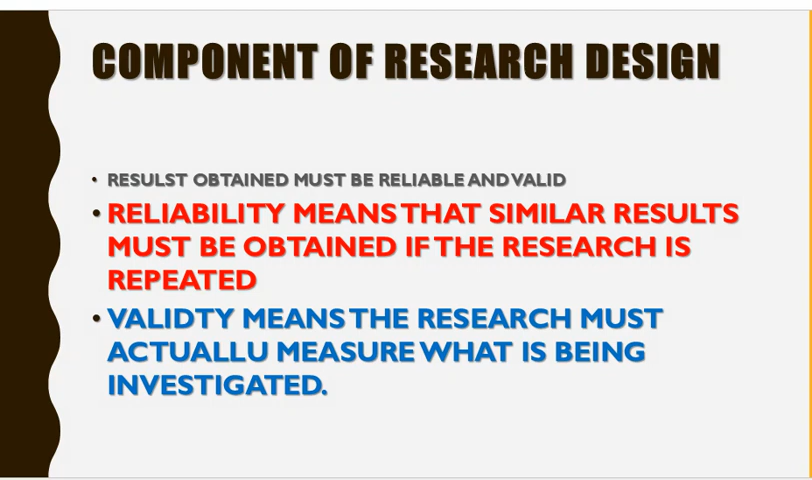 COMPONENT OF RESEARCH DESIGN
• RESULST OBTAINED MUST BE RELIABLE AND VALID
• RELIABILITY MEANS THAT SIMILAR RESULTS
MUST BE OBTAINED IF THE RESEARCH IS
REPEATED
• VALIDTY MEANS THE RESEARCH MUST
ACTUALLU MEASURE WHAT IS BEING
INVESTIGATED.